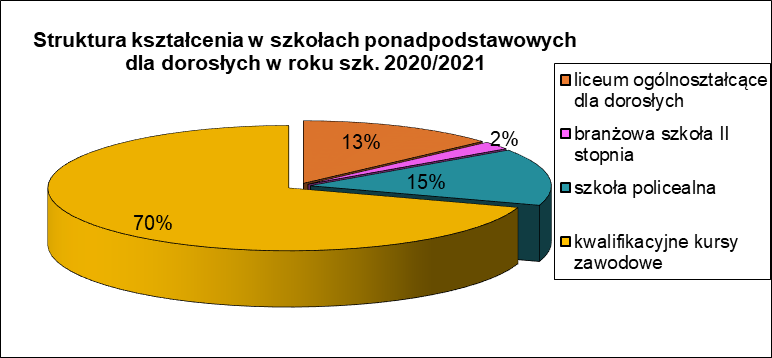 Struktura kształcenia w szkołach ponadpodstawowych
dla dorosłych w roku szk. 2020/2021
13%
2%
15%
70%
liceum ogólnoształcące
dla dorosłych
branżowa szkoła II
stopnia
szkoła policealna
kwalifikacyjne kursy
zawodowe